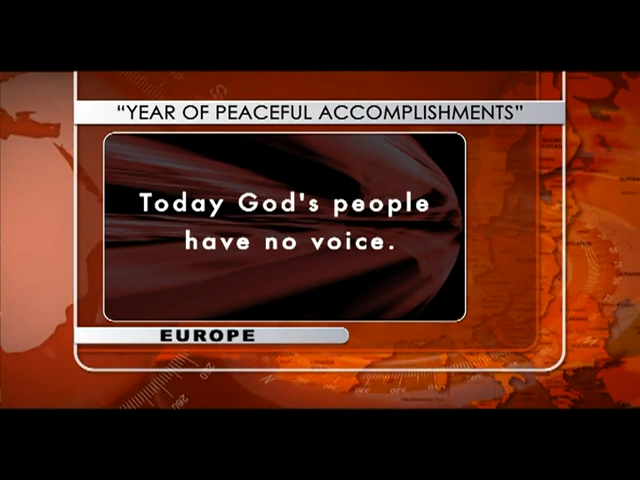 “YEAR OF PEACEFUL ACCOMPLISHMENTS”
Today God's people
have no voice.
EUROPE